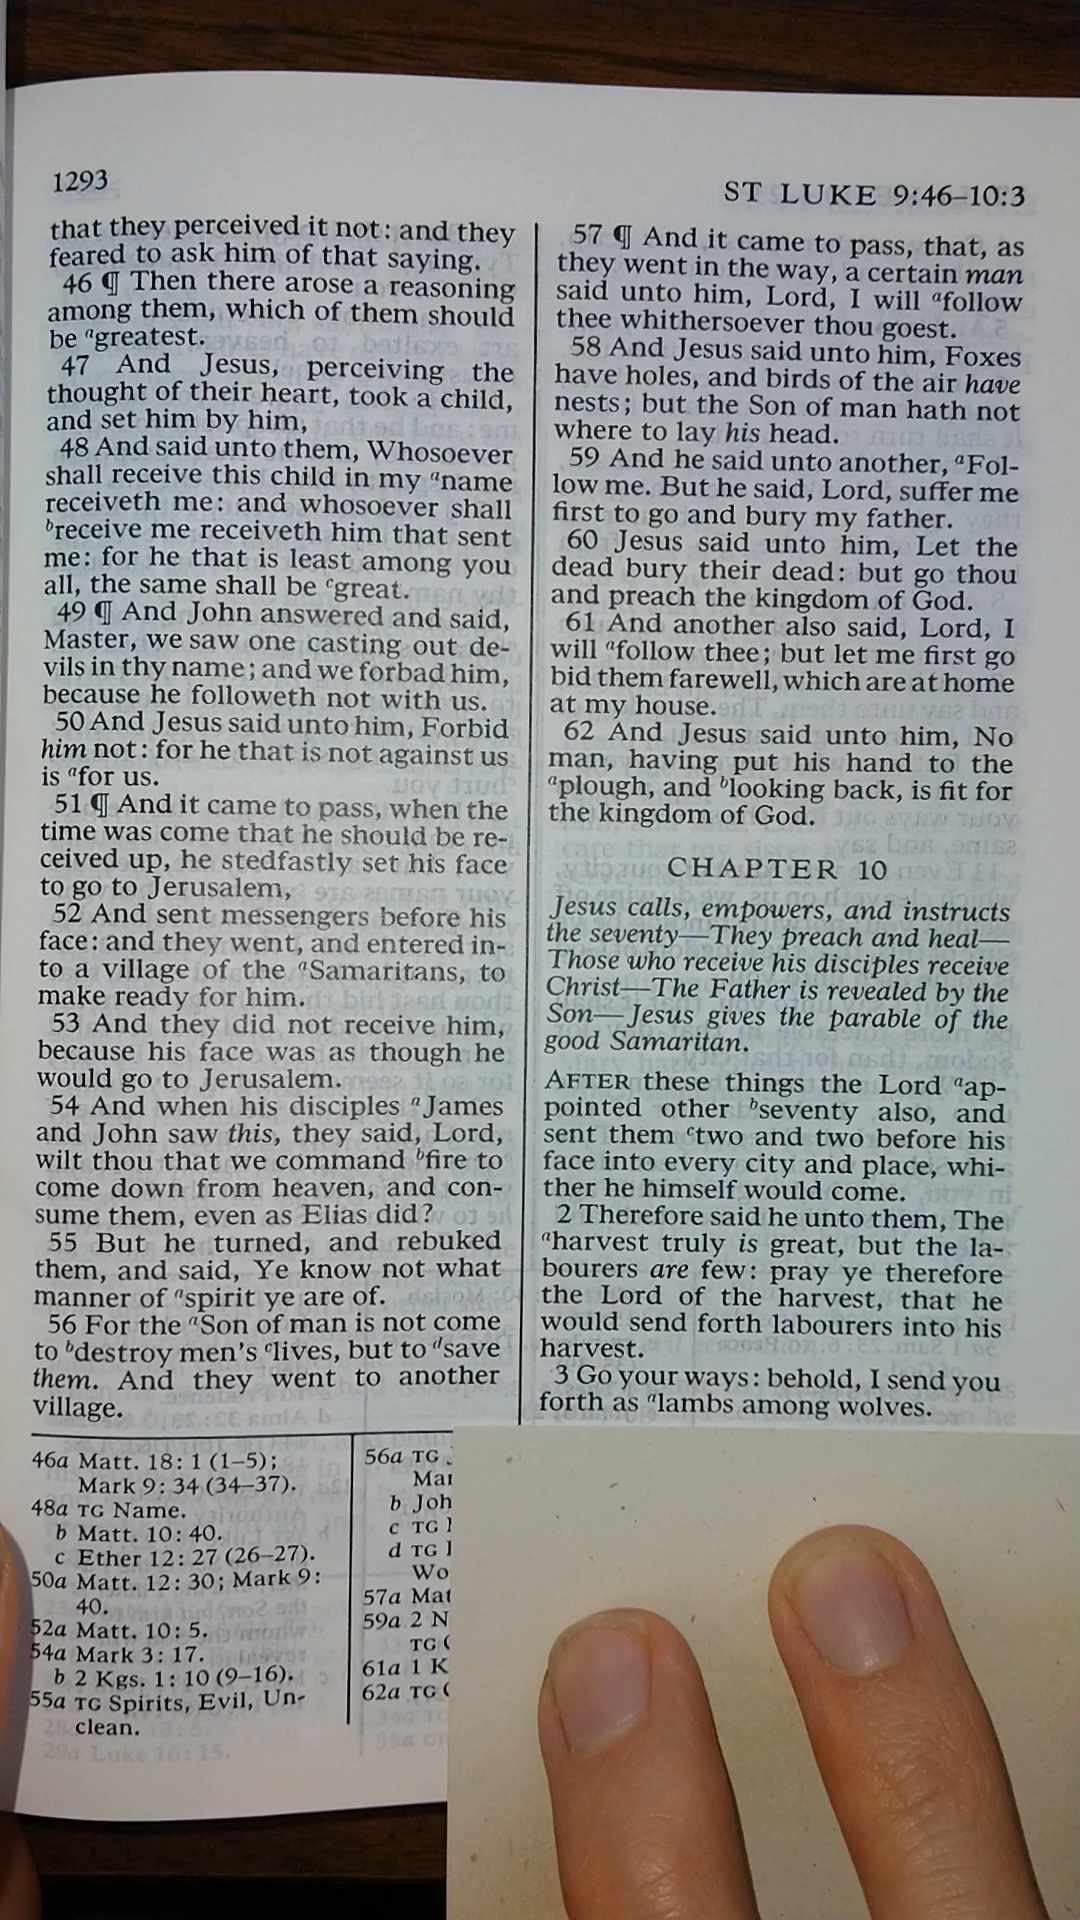 1293
ST LUKE 9:46–10:3
that they perceived it not: and they
feared to ask him of that saying.
46 ¶ Then there arose a reasoning
among them, which of them should
be ᵃgreatest.
47 And Jesus, perceiving the
thought of their heart, took a child,
and set him by him,
48 And said unto them, Whosoever
shall receive this child in my ᵃname
receiveth me: and whosoever shall
ᵇreceive me receiveth him that sent
me: for he that is least among you
all, the same shall be ᶜgreat.
49 ¶ And John answered and said,
Master, we saw one casting out de-
vils in thy name; and we forbad him,
because he followeth not with us.
50 And Jesus said unto him, Forbid
him not: for he that is not against us
is ᵃfor us.
51 ¶ And it came to pass, when the
time was come that he should be re-
ceived up, he stedfastly set his face
to go to Jerusalem,
52 And sent messengers before his
face: and they went, and entered in-
to a village of the ᵃSamaritans, to
make ready for him.
53 And they did not receive him,
because his face was as though he
would go to Jerusalem.
54 And when his disciples ᵃJames
and John saw this, they said, Lord,
wilt thou that we command ᵇfire to
come down from heaven, and con-
sume them, even as Elias did?
55 But he turned, and rebuked
them, and said, Ye know not what
manner of ᵃspirit ye are of.
56 For the ᵃSon of man is not come
to ᵇdestroy men's ᶜlives, but to ᵈsave
them. And they went to another
village.
57 ¶ And it came to pass, that, as
they went in the way, a certain man
said unto him, Lord, I will ᵃfollow
thee whithersoever thou goest.
58 And Jesus said unto him, Foxes
have holes, and birds of the air have
nests; but the Son of man hath not
where to lay his head.
59 And he said unto another, ᵃFol-
low me. But he said, Lord, suffer me
first to go and bury my father.
60 Jesus said unto him, Let the
dead bury their dead: but go thou
and preach the kingdom of God.
61 And another also said, Lord, I
will ᵃfollow thee; but let me first go
bid them farewell, which are at home
at my house.
62 And Jesus said unto him, No
man, having put his hand to the
ᵃplough, and ᵇlooking back, is fit for
the kingdom of God.
CHAPTER 10
Jesus calls, empowers, and instructs
the seventy—They preach and heal—
Those who receive his disciples receive
Christ—The Father is revealed by the
Son—Jesus gives the parable of the
good Samaritan.
AFTER these things the Lord ᵃap-
pointed other ᵇseventy also, and
sent them ᶜtwo and two before his
face into every city and place, whi-
ther he himself would come.
2 Therefore said he unto them, The
ᵃharvest truly is great, but the la-
bourers are few: pray ye therefore
the Lord of the harvest, that he
would send forth labourers into his
harvest.
3 Go your ways: behold, I send you
forth as ᵃlambs among wolves.
46a Matt. 18: 1 (1–5);
Mark 9: 34 (34–37).
48a TG Name.
b Matt. 10: 40.
c Ether 12: 27 (26–27).
50a Matt. 12: 30; Mark 9:
40.
52a Matt. 10: 5.
54a Mark 3: 17.
b 2 Kgs. 1: 10 (9–16).
55a TG Spirits, Evil, Un-
clean.
56a TG
b
c TG
d TG
57a
59a 2 N
TG
61a 1 K
62a TG